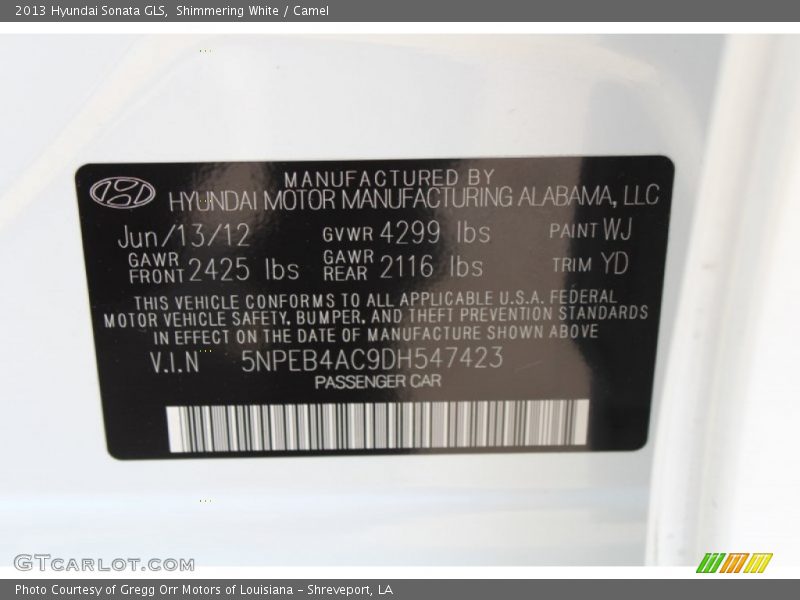 2013 Hyundai Sonata GLS, Shimmering White / Camel
MANUFACTURED BY
HYUNDAI MOTOR MANUFACTURING ALABAMA, LLC
Jun/13/12 GVWR 4299 lbs PAINT WJ
GAWR FRONT 2425 lbs GAWR REAR 2116 lbs TRIM YD
THIS VEHICLE CONFORMS TO ALL APPLICABLE U.S.A. FEDERAL
MOTOR VEHICLE SAFETY, BUMPER, AND THEFT PREVENTION STANDARDS
IN EFFECT ON THE DATE OF MANUFACTURE SHOWN ABOVE
V.I.N 5NPEB4AC9DH547423
PASSENGER CAR
GTCARLOT.COM
Photo Courtesy of Gregg Orr Motors of Louisiana - Shreveport, LA